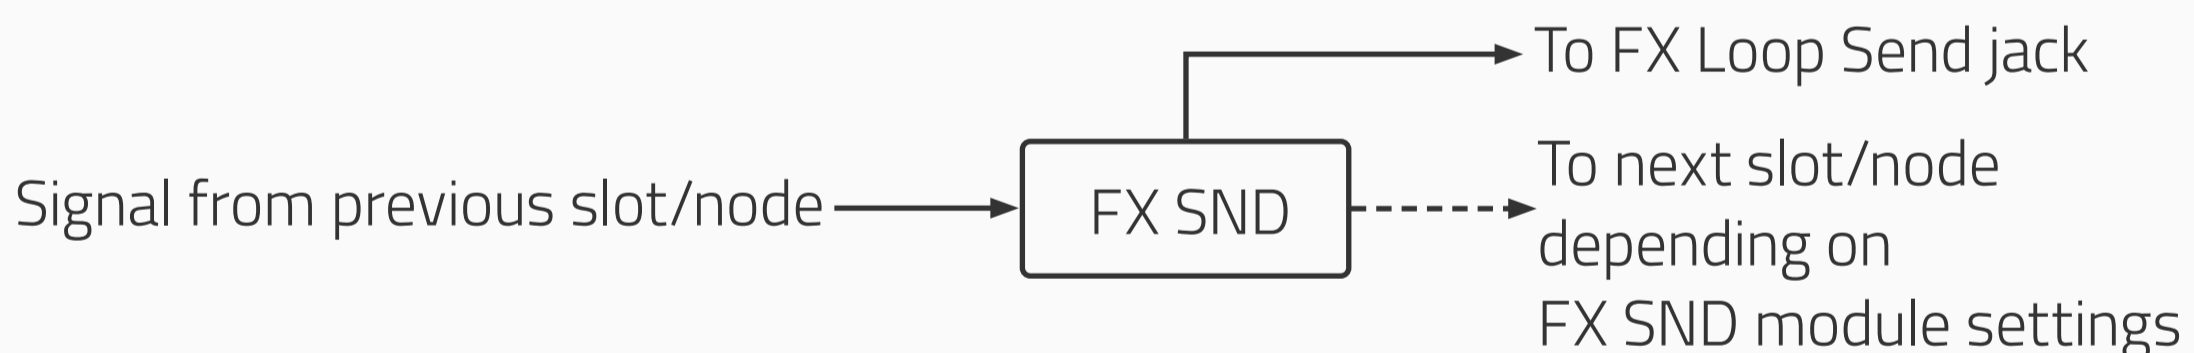 To FX Loop Send jack
Signal from previous slot/node
FX SND
To next slot/node
depending on
FX SND module settings